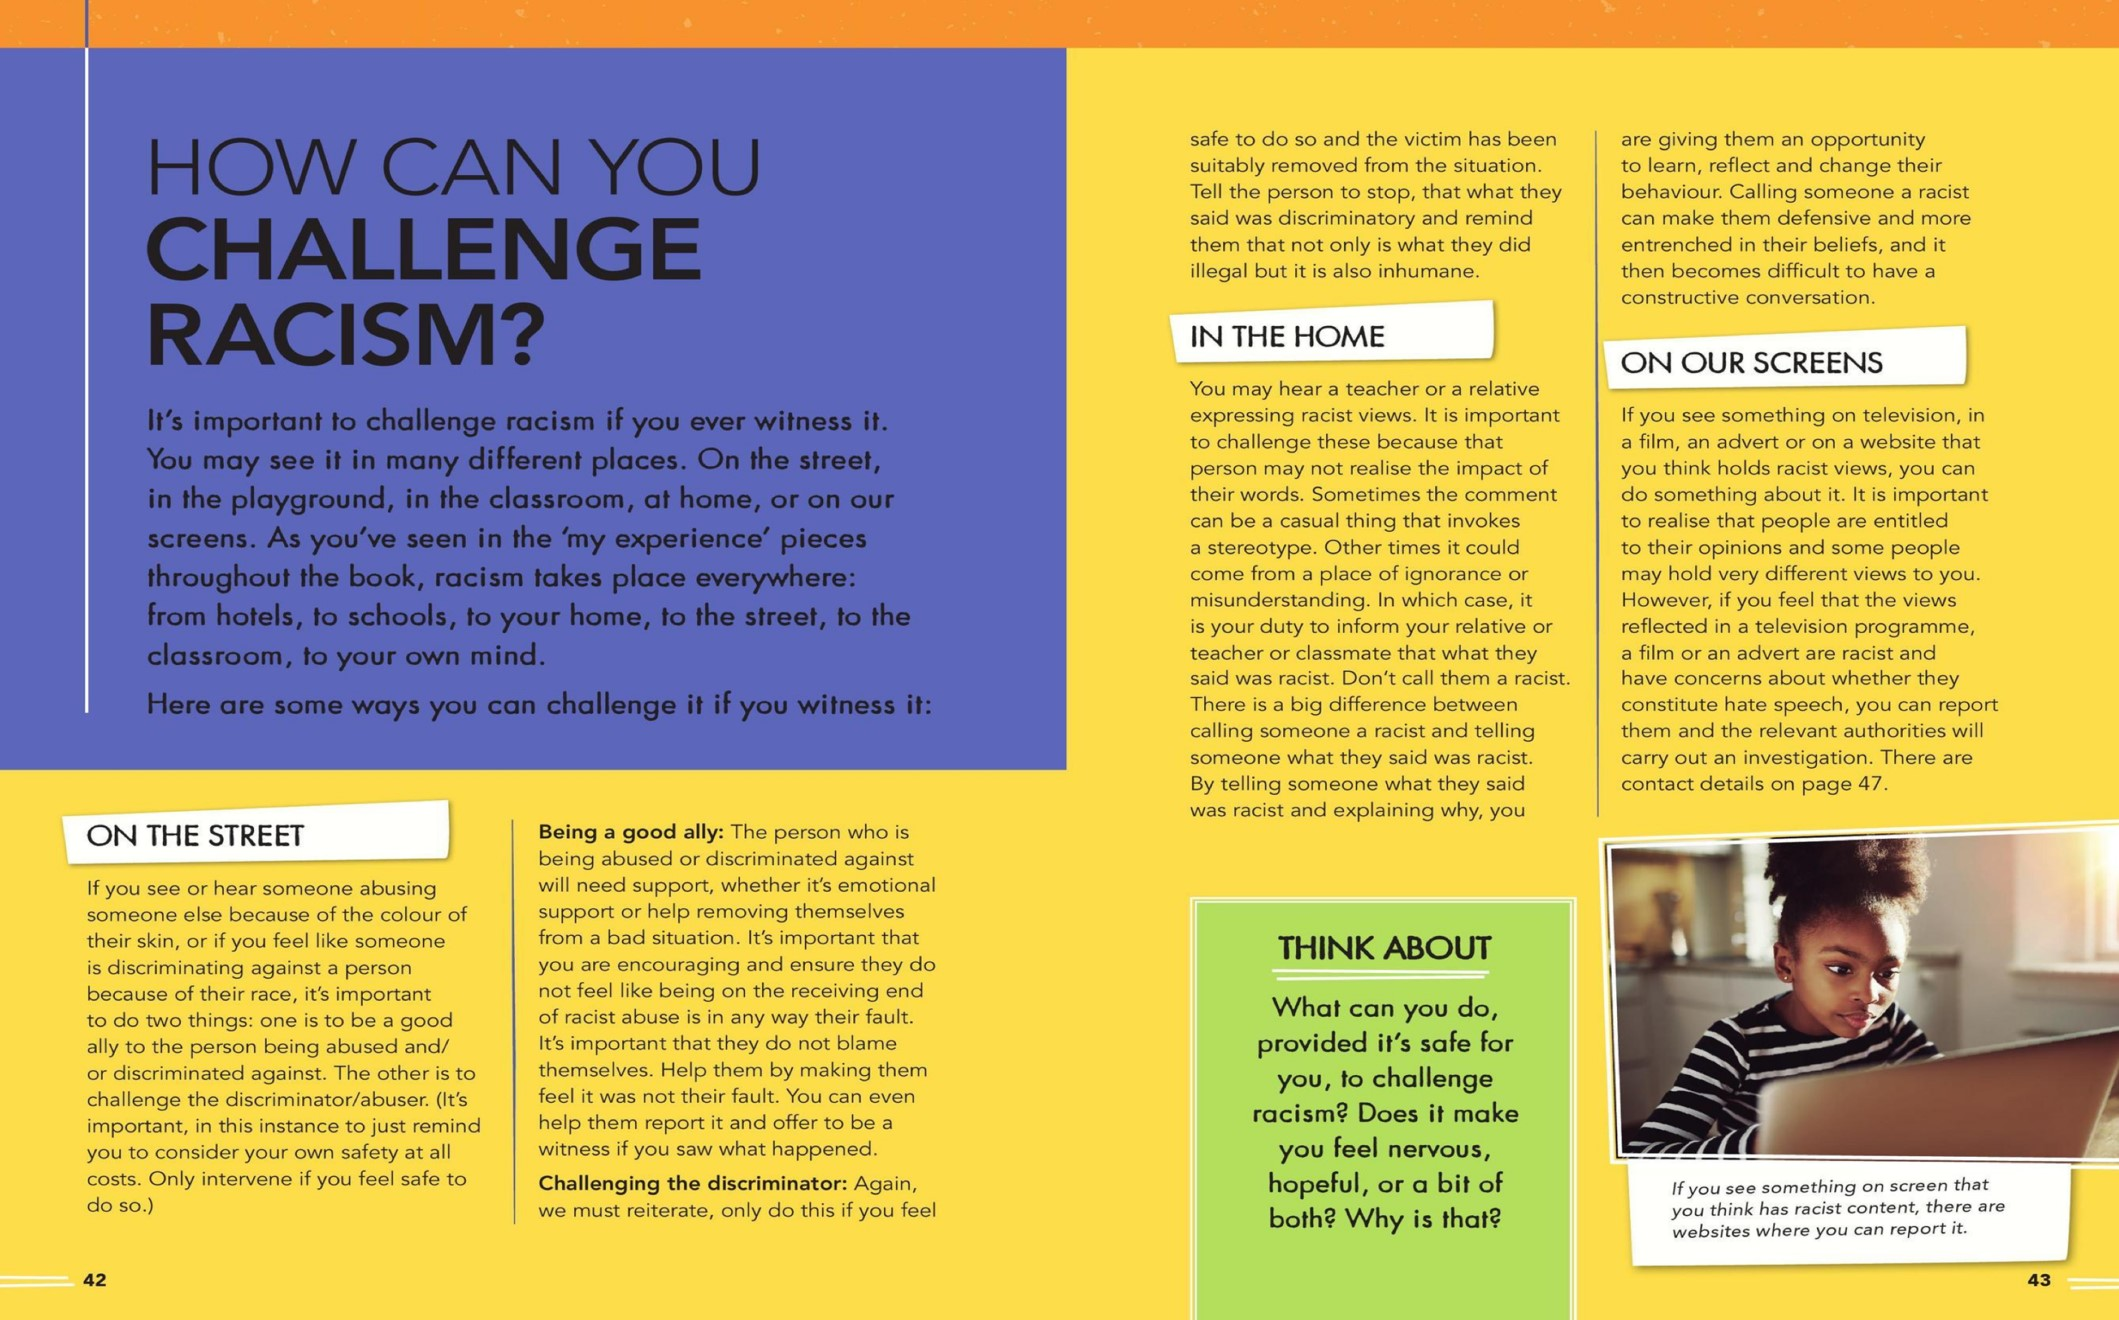 HOW CAN YOU
CHALLENGE
RACISM?
It's important to challenge racism if you ever witness it.
You may see it in many different places. On the street,
in the playground, in the classroom, at home, or on our
screens. As you've seen in the ‘my experience’ pieces
throughout the book, racism takes place everywhere:
from hotels, to schools, to your home, to the street, to the
classroom, to your own mind.
Here are some ways you can challenge it if you witness it:
ON THE STREET
If you see or hear someone abusing
someone else because of the colour of
their skin, or if you feel like someone
is discriminating against a person
because of their race, it's important
to do two things: one is to be a good
ally to the person being abused and/
or discriminated against. The other is to
challenge the discriminator/abuser. (It's
important, in this instance to just remind
you to consider your own safety at all
costs. Only intervene if you feel safe to
do so.)
Being a good ally: The person who is
being abused or discriminated against
will need support, whether it's emotional
support or help removing themselves
from a bad situation. It's important that
you are encouraging and ensure they do
not feel like being on the receiving end
of racist abuse is in any way their fault.
It's important that they do not blame
themselves. Help them by making them
feel it was not their fault. You can even
help them report it and offer to be a
witness if you saw what happened.
Challenging the discriminator: Again,
we must reiterate, only do this if you feel
42
safe to do so and the victim has been
suitably removed from the situation.
Tell the person to stop, that what they
said was discriminatory and remind
them that not only is what they did
illegal but it is also inhumane.
IN THE HOME
You may hear a teacher or a relative
expressing racist views. It is important
to challenge these because that
person may not realise the impact of
their words. Sometimes the comment
can be a casual thing that invokes
a stereotype. Other times it could
come from a place of ignorance or
misunderstanding. In which case, it
is your duty to inform your relative or
teacher or classmate that what they
said was racist. Don't call them a racist.
There is a big difference between
calling someone a racist and telling
someone what they said was racist.
By telling someone what they said
was racist and explaining why, you
are giving them an opportunity
to learn, reflect and change their
behaviour. Calling someone a racist
can make them defensive and more
entrenched in their beliefs, and it
then becomes difficult to have a
constructive conversation.
ON OUR SCREENS
If you see something on television, in
a film, an advert or on a website that
you think holds racist views, you can
do something about it. It is important
to realise that people are entitled
to their opinions and some people
may hold very different views to you.
However, if you feel that the views
reflected in a television programme,
a film or an advert are racist and
have concerns about whether they
constitute hate speech, you can report
them and the relevant authorities will
carry out an investigation. There are
contact details on page 47.
THINK ABOUT
What can you do,
provided it's safe for
you, to challenge
racism? Does it make
you feel nervous,
hopeful, or a bit of
both? Why is that?
If you see something on screen that
you think has racist content, there are
websites where you can report it.
43